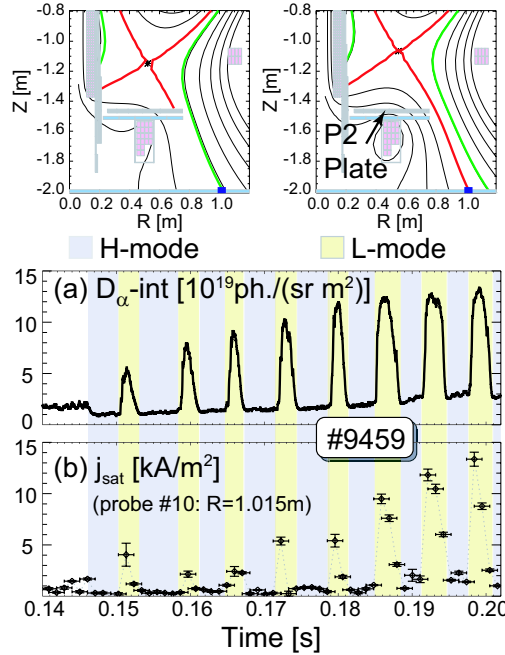 -0.8
-1.0
-1.2
-1.4
-1.6
-1.8
-2.0
Z [m]
0.0 0.2 0.4 0.6 0.8 1.0
R [m]
-0.8
-1.0
-1.2
-1.4
-1.6
-1.8
-2.0
Z [m]
P2
Plate
0.0 0.2 0.4 0.6 0.8 1.0
R [m]
H-mode L-mode
15
10
5
0
(a) Dα-int [10¹⁹ph./(sr m²)]
#9459
15
10
5
(b) jsat [kA/m²]
(probe #10: R=1.015m)
0.14 0.15 0.16 0.17 0.18 0.19 0.20
Time [s]